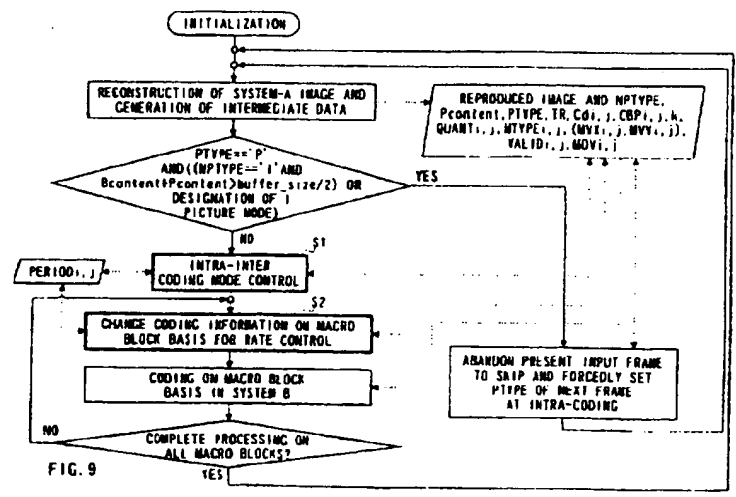 INITIALIZATION
RECONSTRUCTION OF SYSTEM-A IMAGE AND
GENERATION OF INTERMEDIATE DATA
REPRODUCED IMAGE AND NPTYPE,
Pcontent, PTYPE, TR, Cdi, j, CBPi, j, k,
QUANTi, j, MTYPEi, j, (MVXi, j, MVYi, j),
VALIDi, j, MDVi, j
PTYPE=='P'
AND((NPTYPE=='I'AND
Bcontent+Pcontent>buffer_size/2) OR
DESIGNATION OF I
PICTURE MODE)
YES
NO
S1
INTRA-INTER
CODING MODE CONTROL
PERIODi, j
S2
CHANGE CODING INFORMATION ON MACRO
BLOCK BASIS FOR RATE CONTROL
CODING ON MACRO BLOCK
BASIS IN SYSTEM B
ABANDON PRESENT INPUT FRAME
TO SKIP AND FORCEDLY SET
PTYPE OF NEXT FRAME
AT INTRA-CODING
NO
COMPLETE PROCESSING ON
ALL MACRO BLOCKS?
YES
FIG. 9